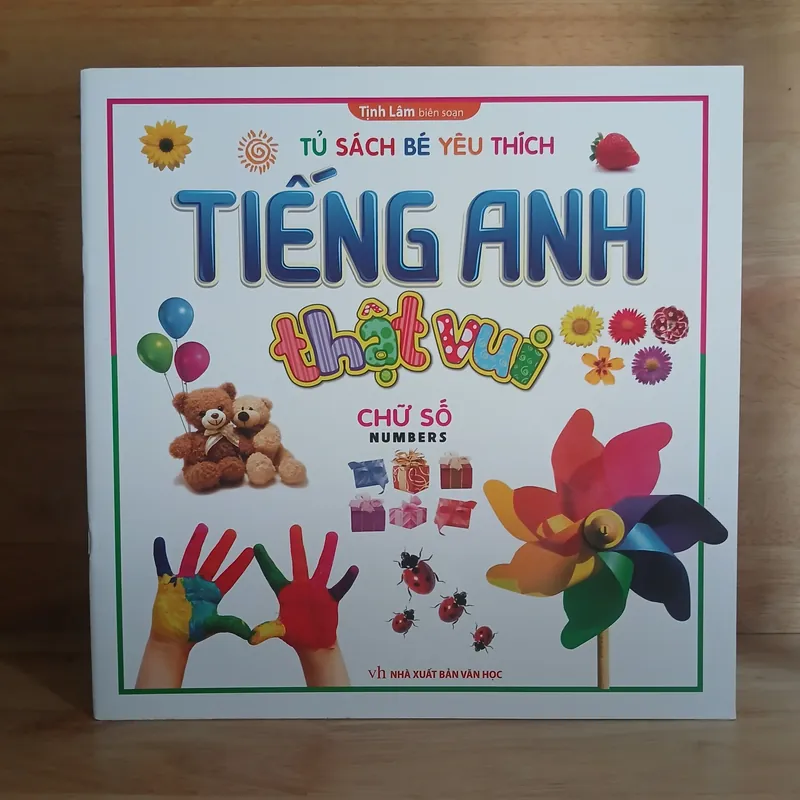 Tịnh Lâm biên soạn
TỦ SÁCH BÉ YÊU THÍCH
TIẾNG ANH
thật vui
CHỮ SỐ
NUMBERS
vh NHÀ XUẤT BẢN VĂN HỌC